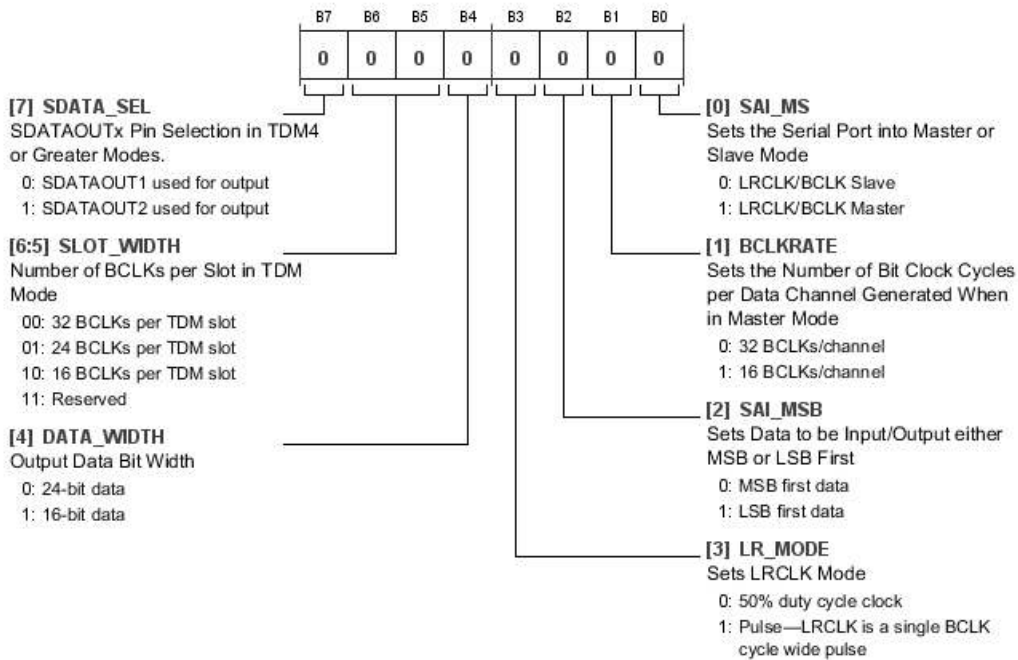 B7 B6 B5 B4 B3 B2 B1 B0
0 0 0 0 0 0 0 0
[7] SDATA_SEL
SDATAOUTx Pin Selection in TDM4
or Greater Modes.
0: SDATAOUT1 used for output
1: SDATAOUT2 used for output
[6:5] SLOT_WIDTH
Number of BCLKs per Slot in TDM
Mode
00: 32 BCLKs per TDM slot
01: 24 BCLKs per TDM slot
10: 16 BCLKs per TDM slot
11: Reserved
[4] DATA_WIDTH
Output Data Bit Width
0: 24-bit data
1: 16-bit data
[0] SAI_MS
Sets the Serial Port into Master or
Slave Mode
0: LRCLK/BCLK Slave
1: LRCLK/BCLK Master
[1] BCLKRATE
Sets the Number of Bit Clock Cycles
per Data Channel Generated When
in Master Mode
0: 32 BCLKs/channel
1: 16 BCLKs/channel
[2] SAI_MSB
Sets Data to be Input/Output either
MSB or LSB First
0: MSB first data
1: LSB first data
[3] LR_MODE
Sets LRCLK Mode
0: 50% duty cycle clock
1: Pulse—LRCLK is a single BCLK
cycle wide pulse